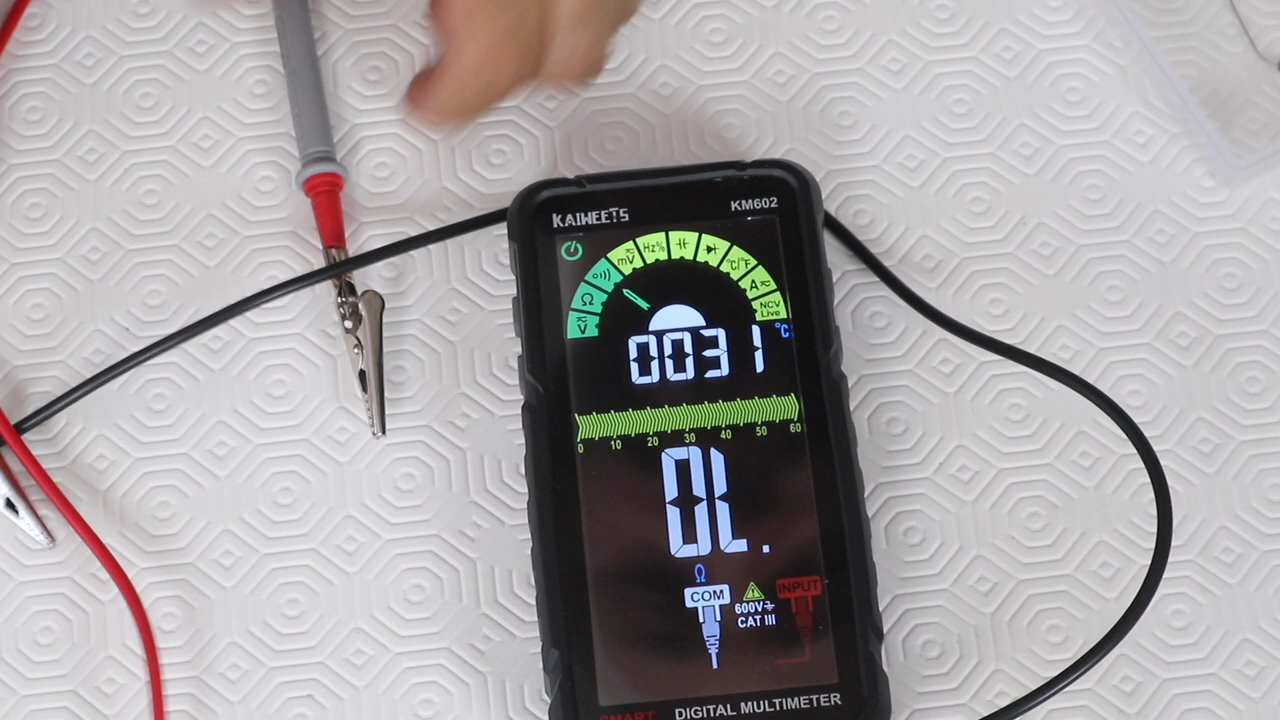 KAIWEETS KM602
mV Hz% °C/°F
Ω A
V NCV
Live
°C
0031
0 10 20 30 40 50 60
0L.
Ω
COM 600V INPUT
CAT III
SMART DIGITAL MULTIMETER